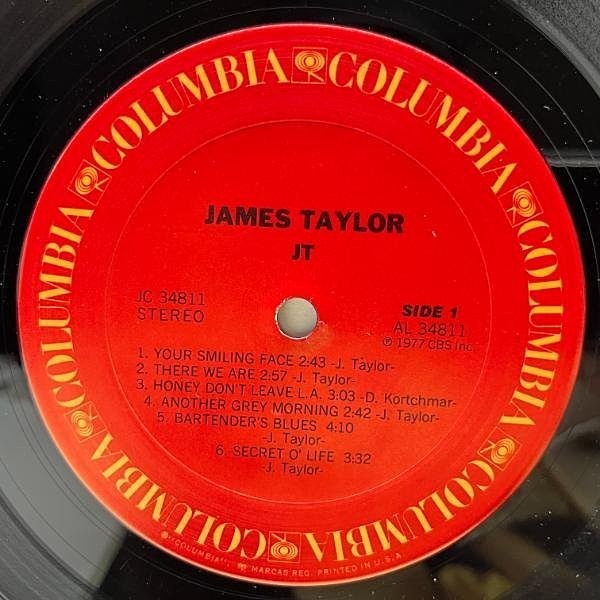 COLUMBIA COLUMBIA COLUMBIA COLUMBIA COLUMBIA COLUMBIA
JAMES TAYLOR
JT
JC 34811
STEREO
SIDE 1
AL 34811
℗ 1977 CBS Inc.
1. YOUR SMILING FACE 2:43 -J. Taylor-
2. THERE WE ARE 2:57 -J. Taylor-
3. HONEY DON'T LEAVE L.A. 3:03 -D. Kortchmar-
4. ANOTHER GREY MORNING 2:42 -J. Taylor-
5. BARTENDER'S BLUES 4:10
-J. Taylor-
6. SECRET O' LIFE 3:32
-J. Taylor-
"COLUMBIA", MARCAS REG. PRINTED IN U.S.A.